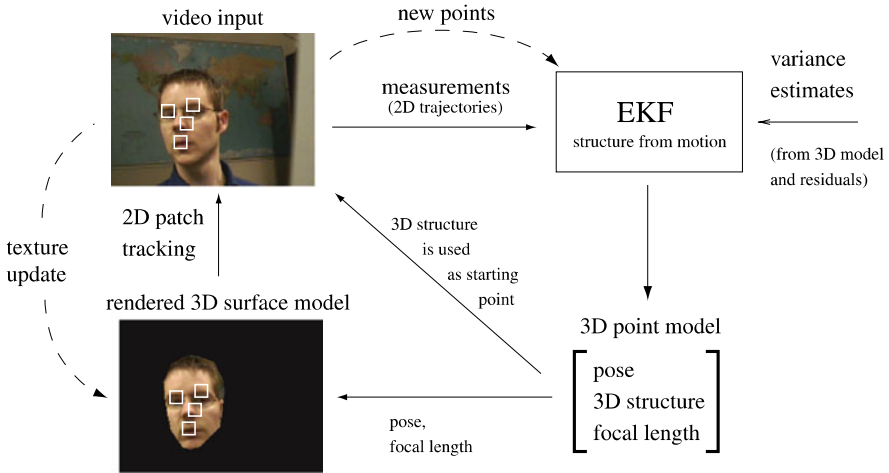 video input
new points
measurements
(2D trajectories)
EKF
structure from motion
variance
estimates
(from 3D model
and residuals)
2D patch
tracking
3D structure
is used
as starting
point
texture
update
rendered 3D surface model
3D point model
pose
3D structure
focal length
pose,
focal length